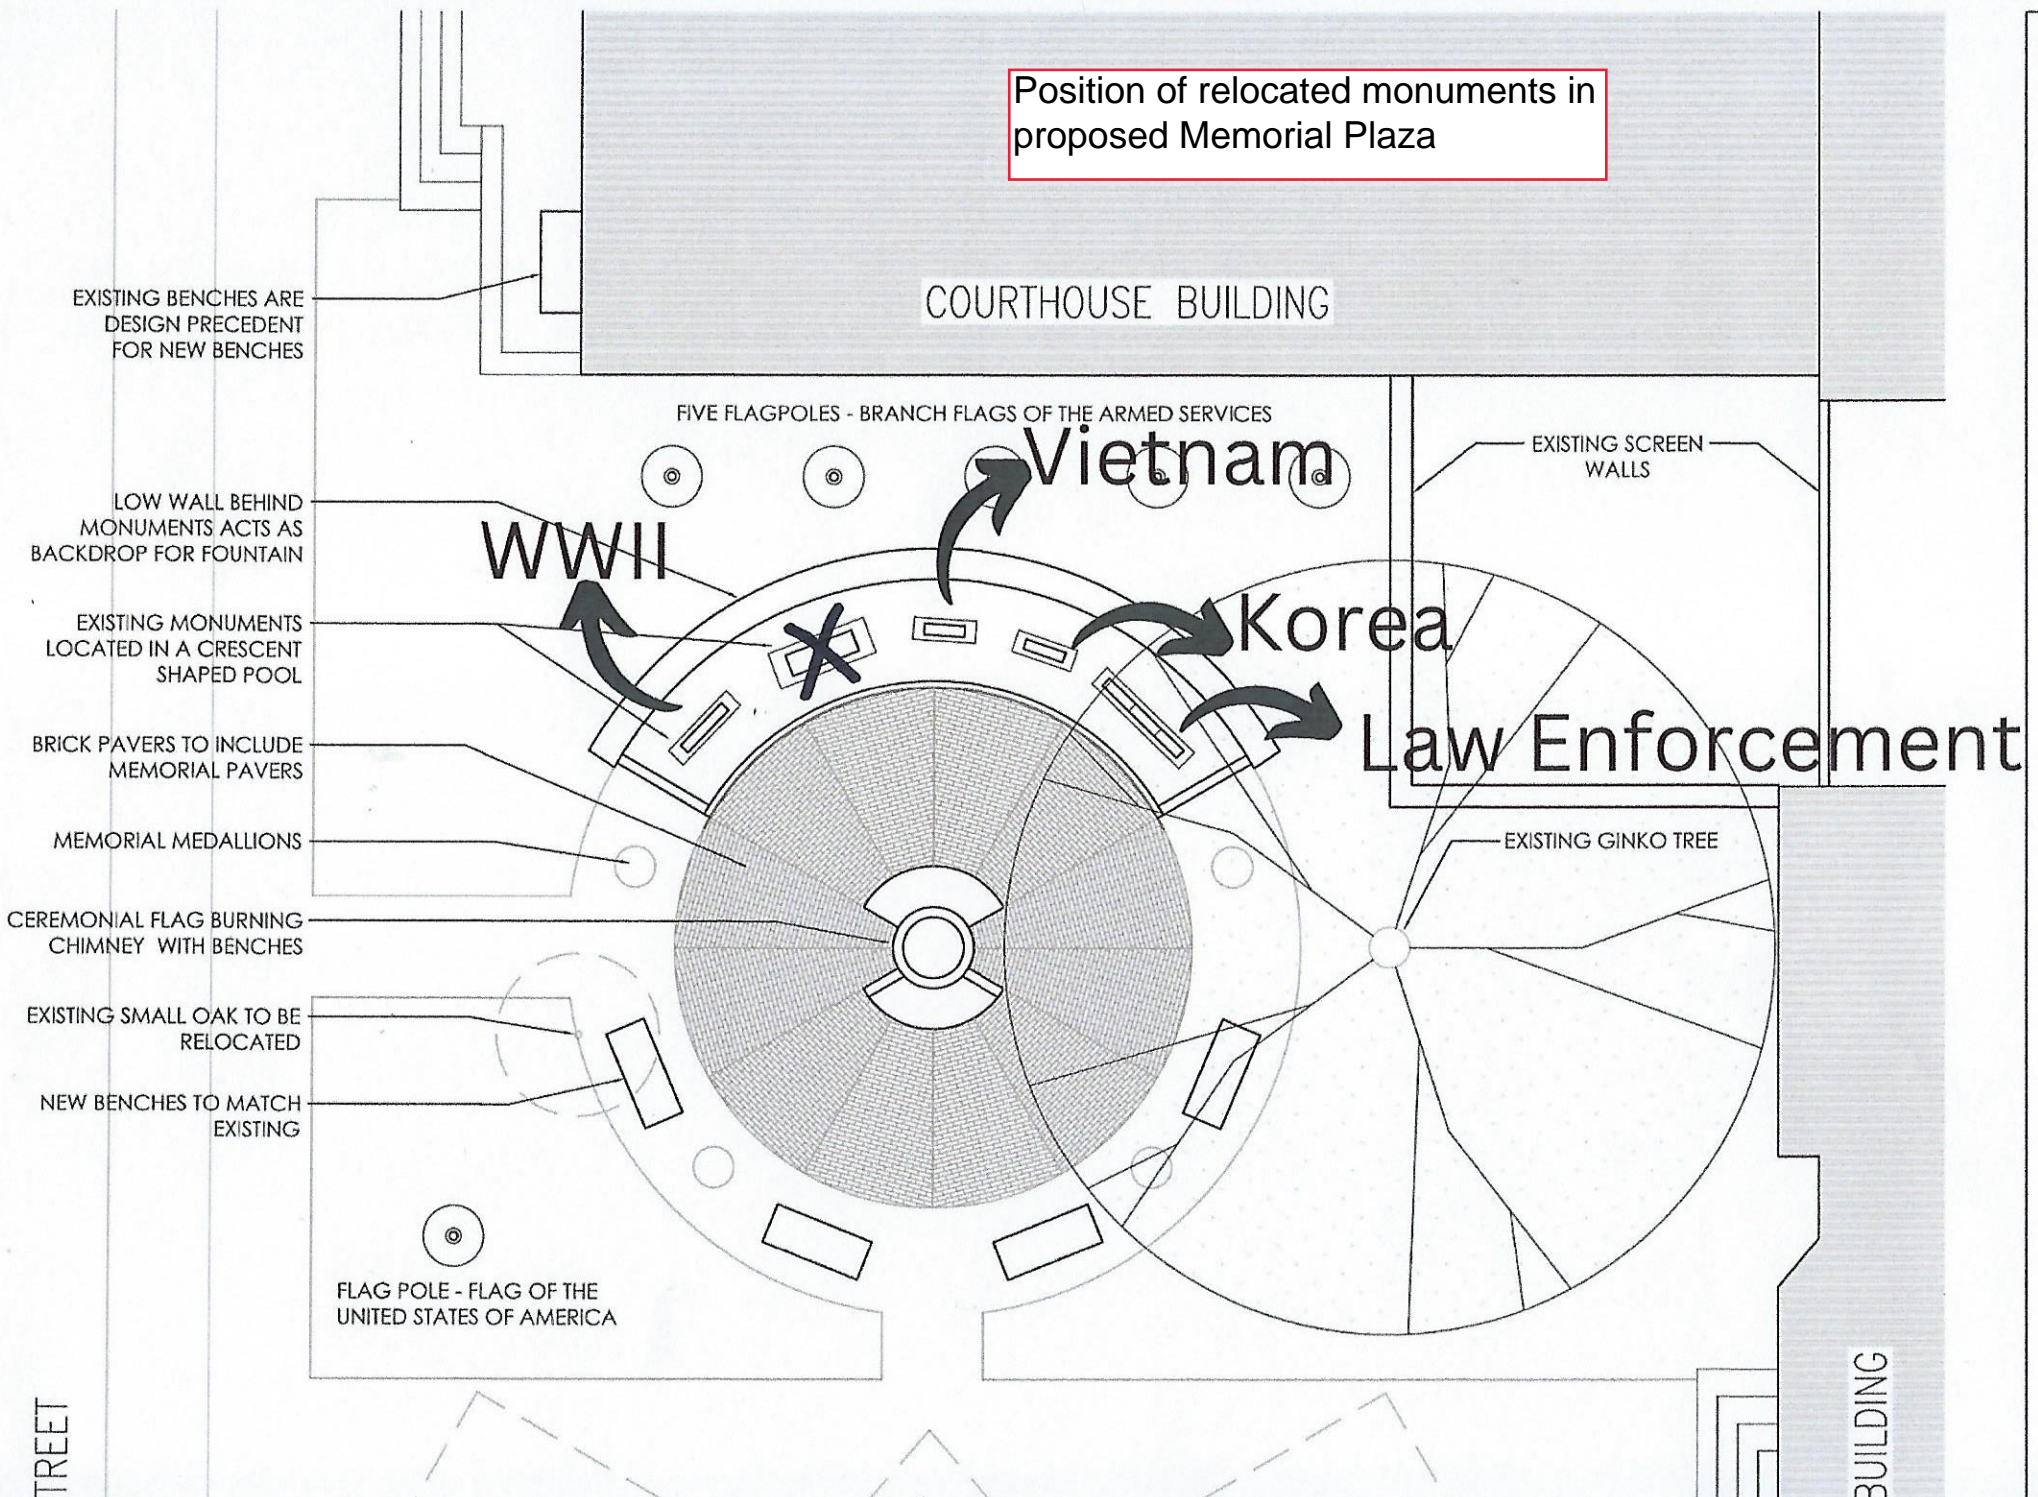 Position of relocated monuments in
proposed Memorial Plaza
COURTHOUSE BUILDING
EXISTING BENCHES ARE
DESIGN PRECEDENT
FOR NEW BENCHES
FIVE FLAGPOLES - BRANCH FLAGS OF THE ARMED SERVICES
Vietnam
EXISTING SCREEN
WALLS
LOW WALL BEHIND
MONUMENTS ACTS AS
BACKDROP FOR FOUNTAIN
WWII
EXISTING MONUMENTS
LOCATED IN A CRESCENT
SHAPED POOL
X
Korea
Law Enforcement
BRICK PAVERS TO INCLUDE
MEMORIAL PAVERS
MEMORIAL MEDALLIONS
EXISTING GINKO TREE
CEREMONIAL FLAG BURNING
CHIMNEY WITH BENCHES
EXISTING SMALL OAK TO BE
RELOCATED
NEW BENCHES TO MATCH
EXISTING
FLAG POLE - FLAG OF THE
UNITED STATES OF AMERICA
TREET
BUILDING